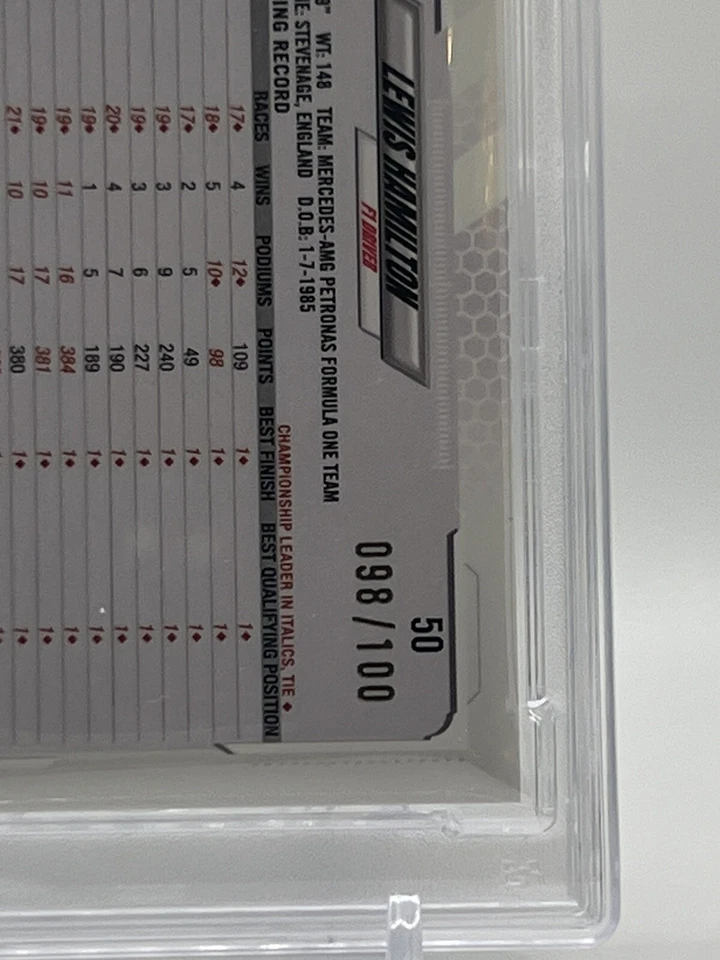 50
LEWIS HAMILTON
098/100
F1 DRIVER
9" WT: 148 TEAM: MERCEDES-AMG PETRONAS FORMULA ONE TEAM
E: STEVENAGE, ENGLAND D.O.B: 1-7-1985
ING RECORD CHAMPIONSHIP LEADER IN ITALICS, TIE ♦
RACES WINS PODIUMS POINTS BEST FINISH BEST QUALIFYING POSITION
17♦ 4 12♦ 109 1♦ 1♦
18♦ 5 10♦ 98 1♦ 1♦
17♦ 2 5 49 1♦ 1♦
19♦ 3 9 240 1♦ 1♦
19♦ 3 6 227 1♦ 1♦
20♦ 4 7 190 1♦ 1♦
19♦ 1 5 189 1♦ 1♦
19♦ 11 16 384 1♦ 1♦
19♦ 10 17 381 1♦ 1♦
21♦ 10 17 380 1♦ 1♦